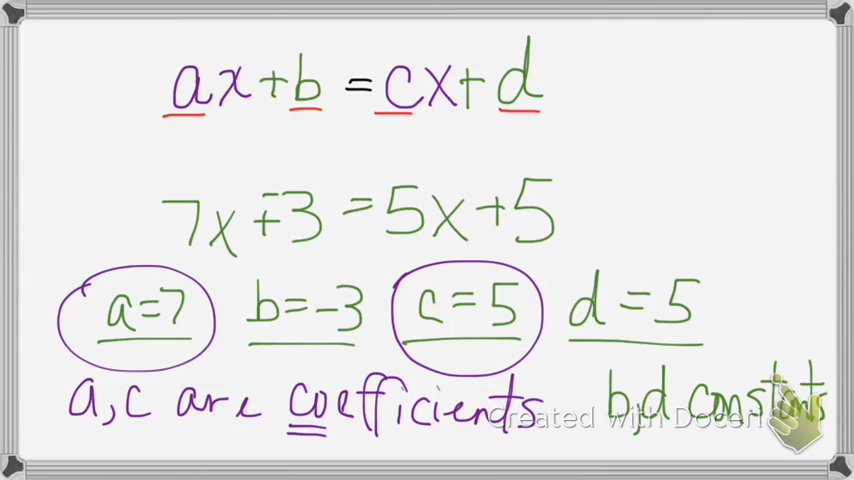 ax+b = cx+d
7x+-3 = 5x+5
a=7 b=-3 c=5 d=5
a,c are coefficients b,d constants
Created with Doceri